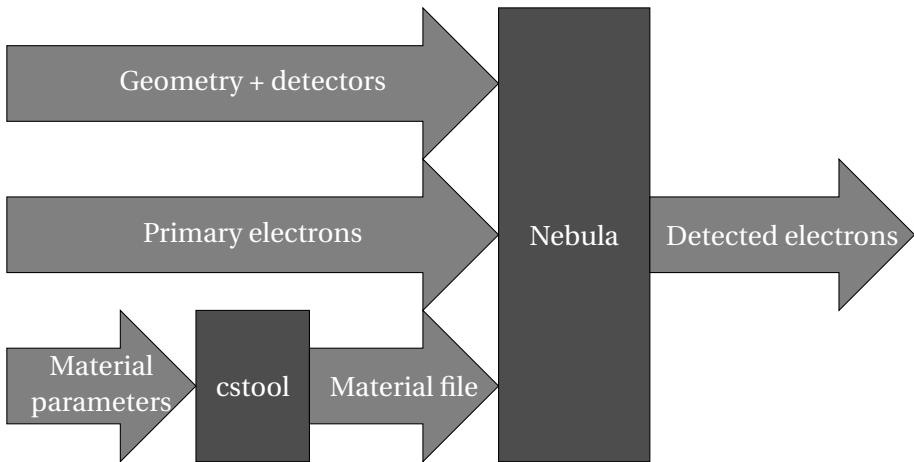 Geometry + detectors
Primary electrons
Nebula
Detected electrons
Material
parameters
cstool
Material file